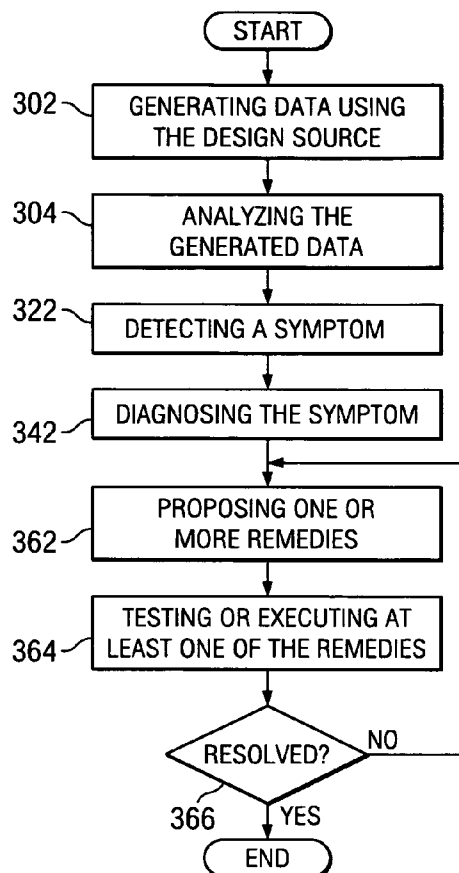 START
302
GENERATING DATA USING
THE DESIGN SOURCE
304
ANALYZING THE
GENERATED DATA
322
DETECTING A SYMPTOM
342
DIAGNOSING THE SYMPTOM
362
PROPOSING ONE OR
MORE REMEDIES
364
TESTING OR EXECUTING AT
LEAST ONE OF THE REMEDIES
RESOLVED?
NO
366
YES
END